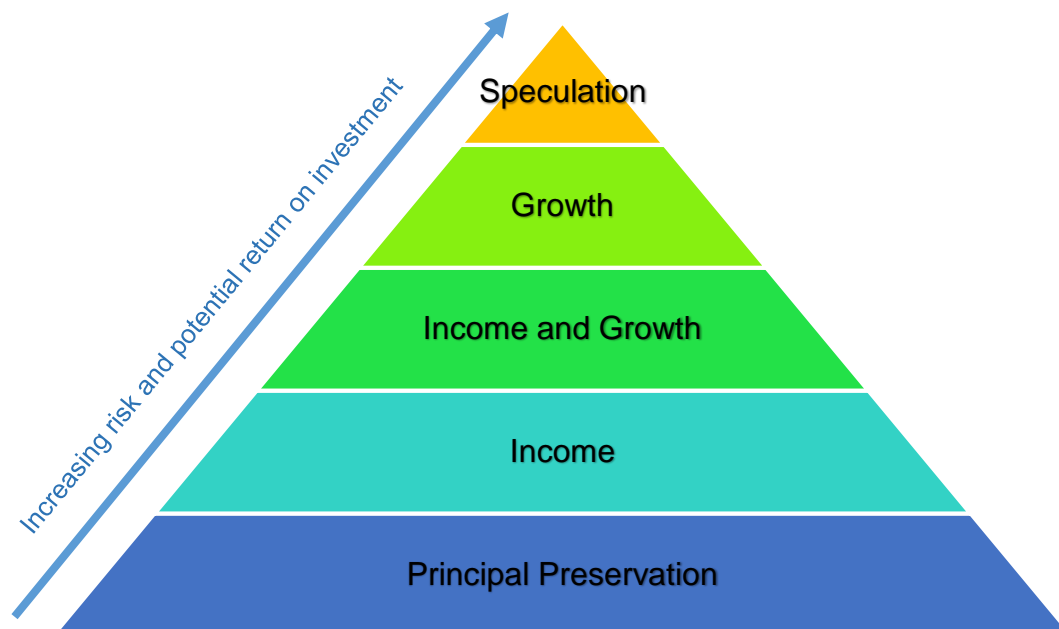 Increasing risk and potential return on investment
Speculation
Growth
Income and Growth
Income
Principal Preservation